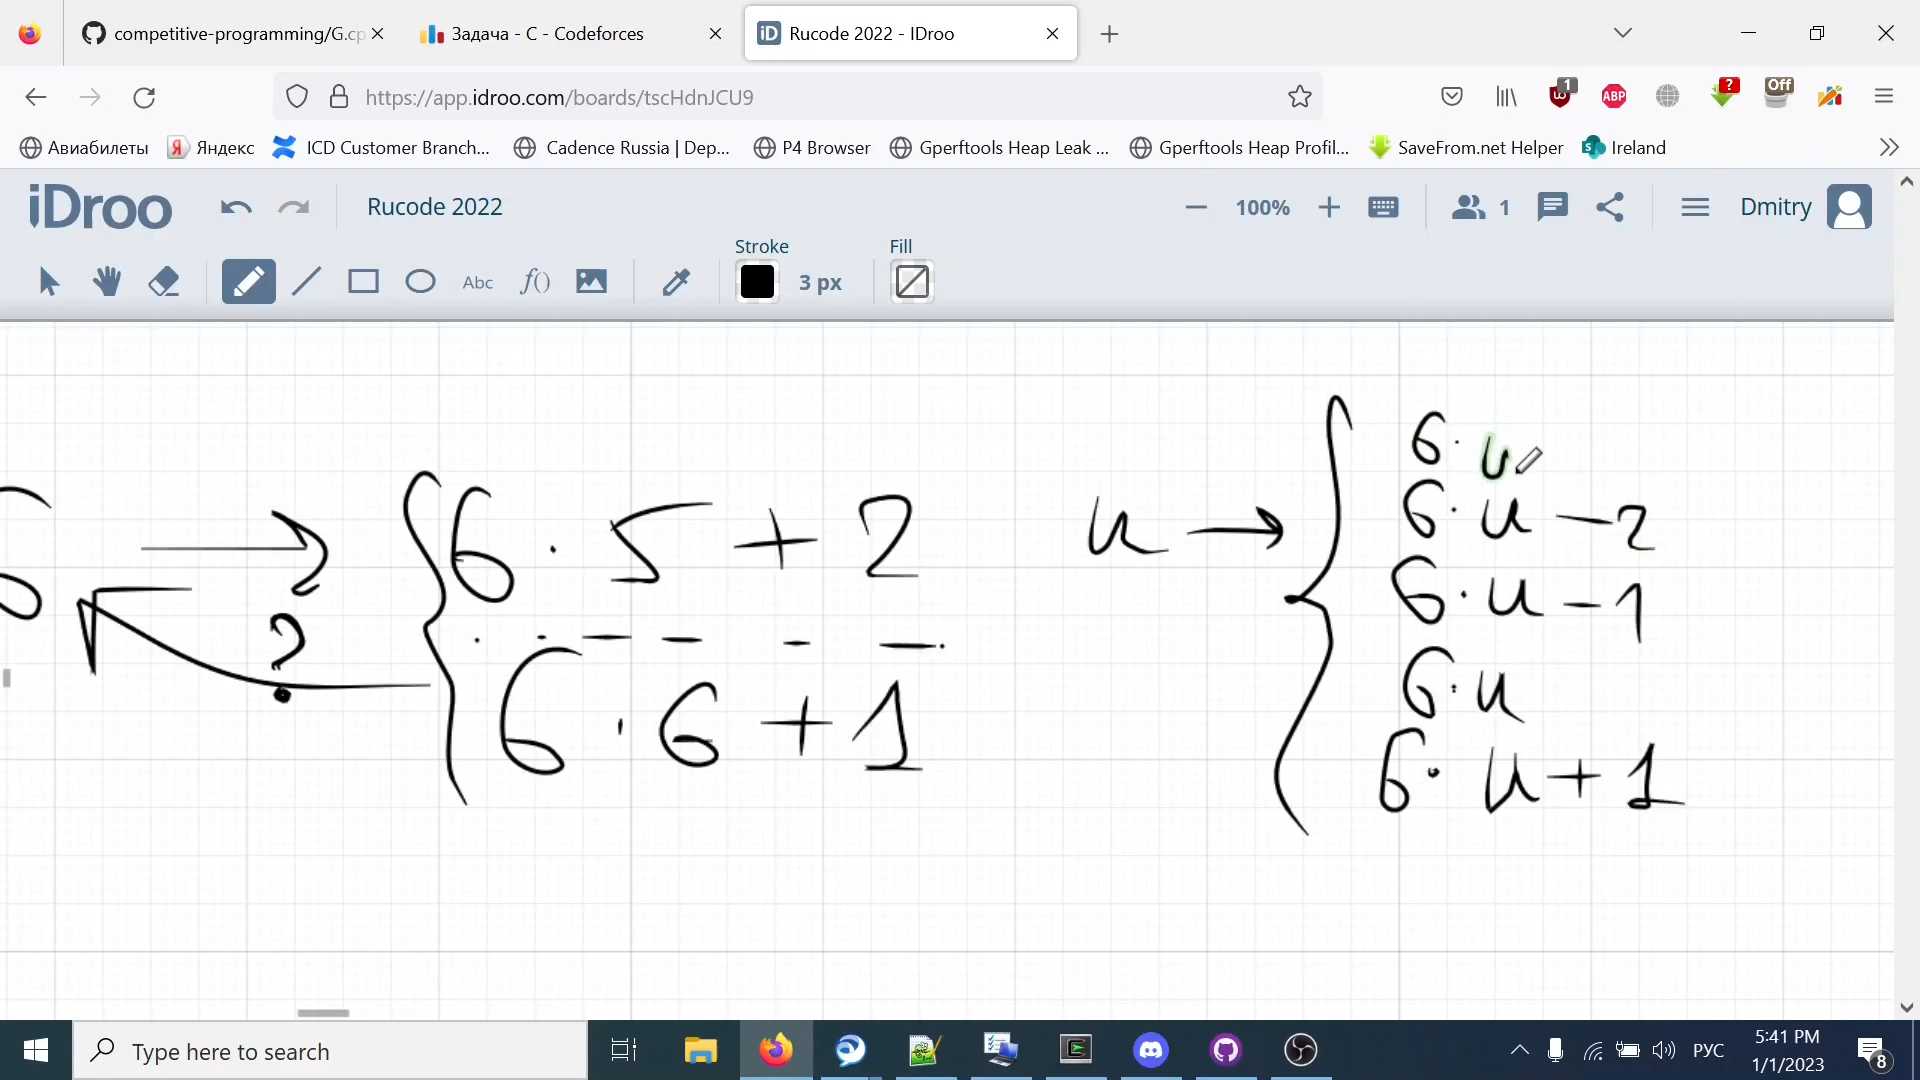 competitive-programming/G.cp
Задача - C - Codeforces
Rucode 2022 - IDroo
https://app.idroo.com/boards/tscHdnJCU9
1
ABP
?
Off
Авиабилеты
Яндекс
ICD Customer Branch...
Cadence Russia | Dep...
P4 Browser
Gperftools Heap Leak ...
Gperftools Heap Profil...
SaveFrom.net Helper
Ireland
iDroo
Rucode 2022
100%
1
Dmitry
Abc
f()
Stroke
3 px
Fill
6 · 5 + 2
6 · 6 + 1
?
?
u →
6 · u
6 · u - 2
6 · u - 1
6 · u
6 · u + 1
Type here to search
РУС
5:41 PM
1/1/2023
8